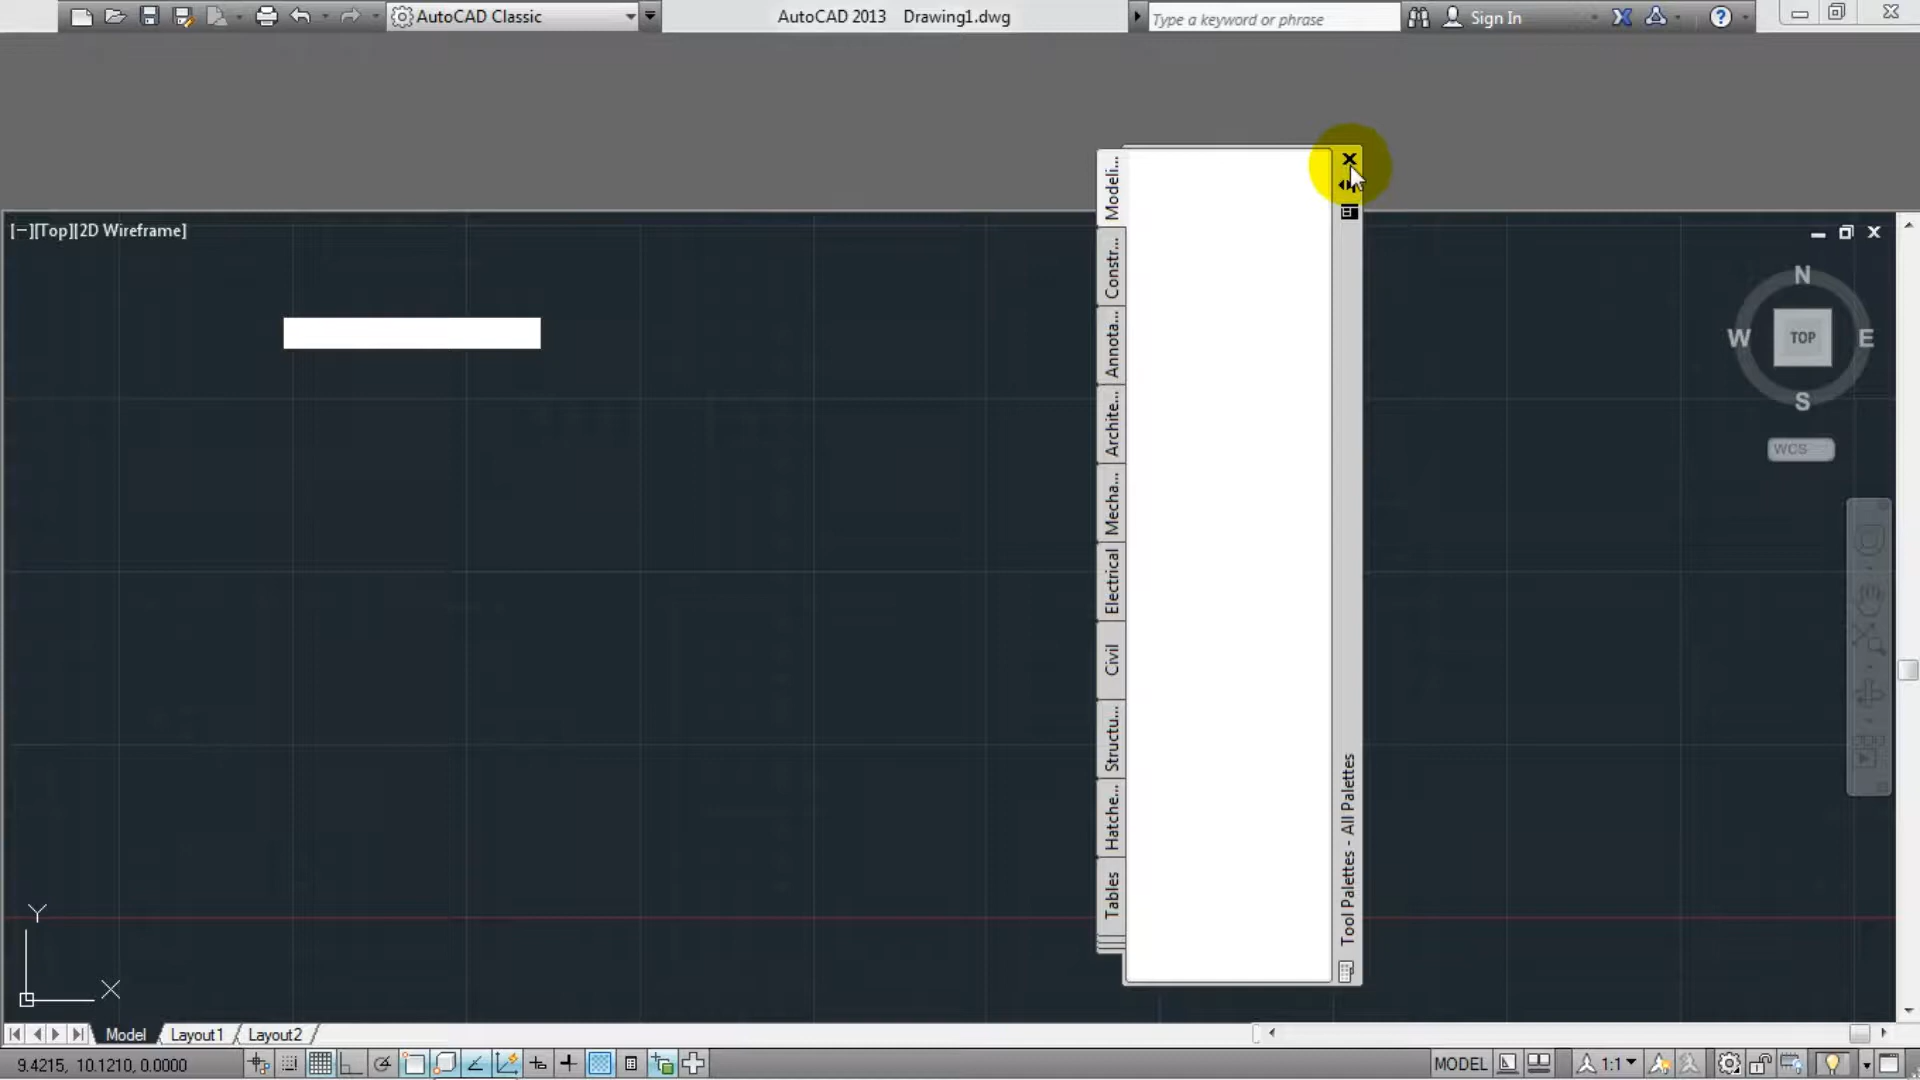 AutoCAD Classic
AutoCAD 2013 Drawing1.dwg
Type a keyword or phrase
Sign In
[−][Top][2D Wireframe]
N
W
TOP
E
S
WCS
Modeli...
Constr...
Annota...
Archite...
Mecha...
Electrical
Civil
Structu...
Hatche...
Tables
Tool Palettes - All Palettes
Y
X
Model
Layout1
Layout2
9.4215, 10.1210, 0.0000
MODEL
1:1